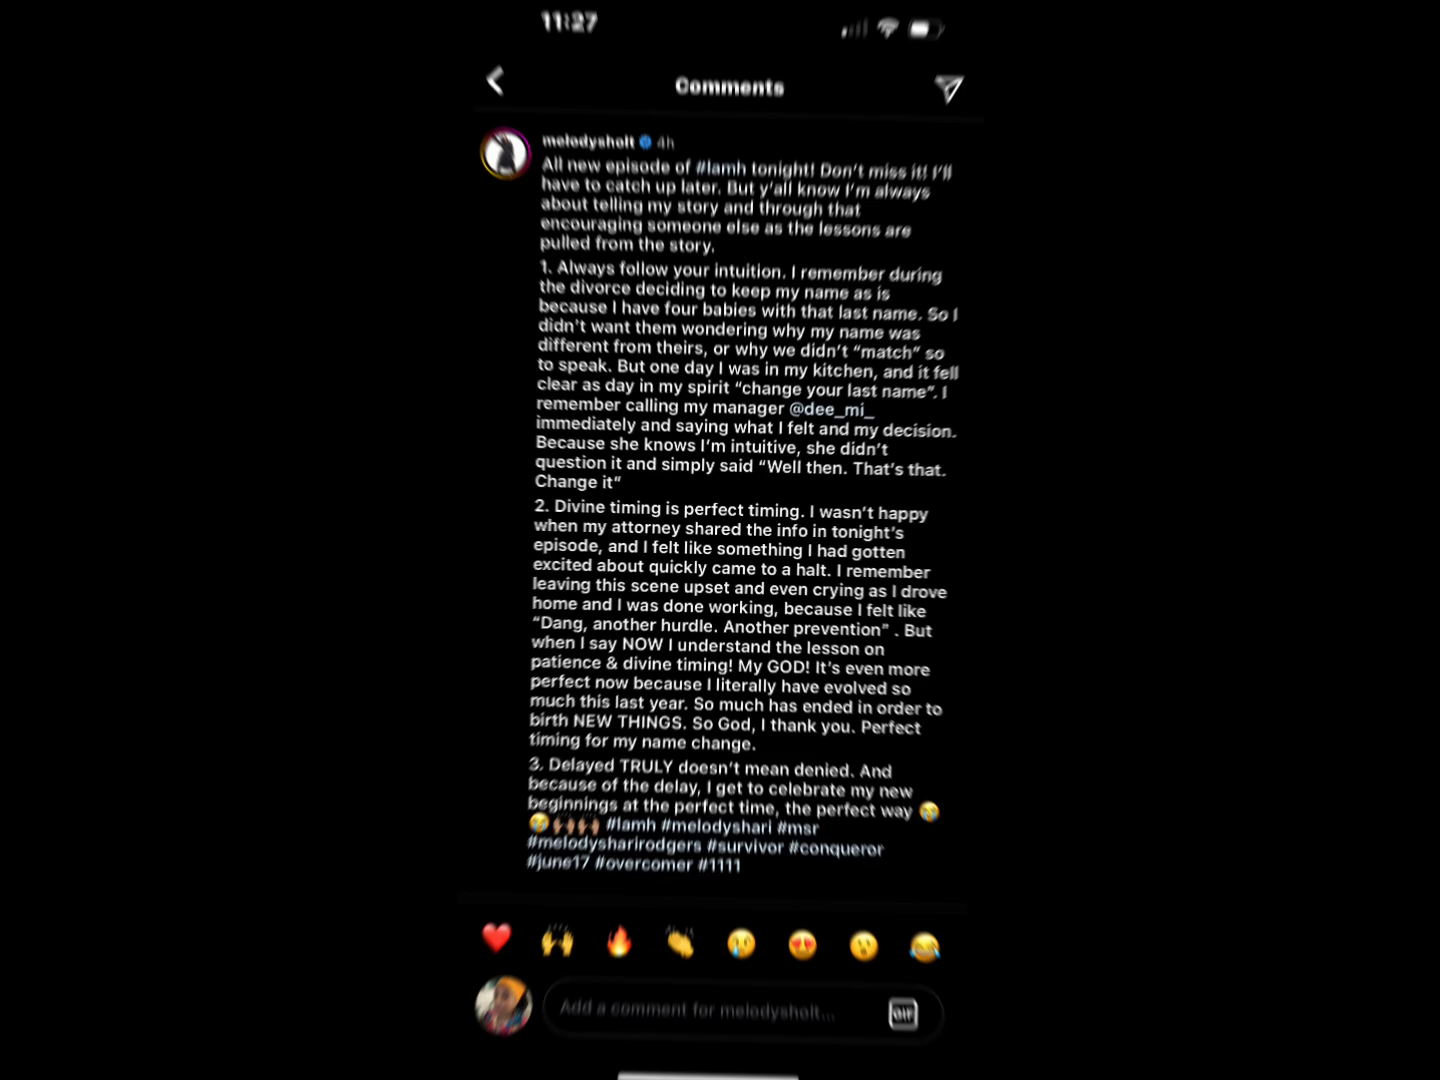 11:27
Comments
melodysholt 4h
All new episode of #lamh tonight! Don't miss it! I'll
have to catch up later. But y'all know I'm always
about telling my story and through that
encouraging someone else as the lessons are
pulled from the story.
1. Always follow your intuition. I remember during
the divorce deciding to keep my name as is
because I have four babies with that last name. So I
didn't want them wondering why my name was
different from theirs, or why we didn't "match" so
to speak. But one day I was in my kitchen, and it fell
clear as day in my spirit "change your last name". I
remember calling my manager @dee_mi_
immediately and saying what I felt and my decision.
Because she knows I'm intuitive, she didn't
question it and simply said "Well then. That's that.
Change it"
2. Divine timing is perfect timing. I wasn't happy
when my attorney shared the info in tonight's
episode, and I felt like something I had gotten
excited about quickly came to a halt. I remember
leaving this scene upset and even crying as I drove
home and I was done working, because I felt like
"Dang, another hurdle. Another prevention" . But
when I say NOW I understand the lesson on
patience & divine timing! My GOD! It's even more
perfect now because I literally have evolved so
much this last year. So much has ended in order to
birth NEW THINGS. So God, I thank you. Perfect
timing for my name change.
3. Delayed TRULY doesn't mean denied. And
because of the delay, I get to celebrate my new
beginnings at the perfect time, the perfect way 😭
😭🙌🏽🙌🏽 #lamh #melodyshari #msr
#melodysharirodgers #survivor #conqueror
#june17 #overcomer #1111
Add a comment for melodysholt...
GIF